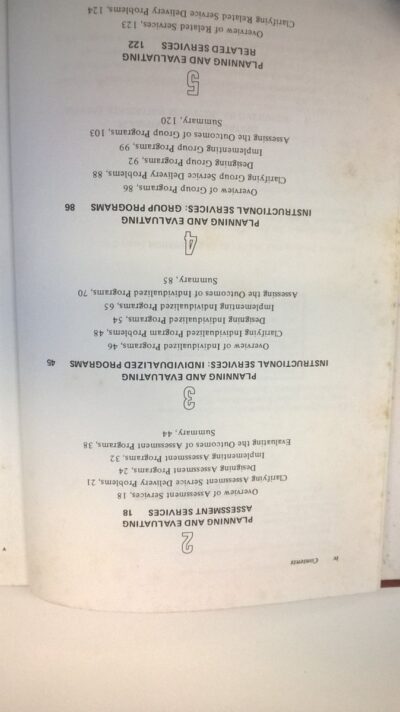 iv Contents
2
PLANNING AND EVALUATING
ASSESSMENT SERVICES 18
Overview of Assessment Services, 18
Clarifying Assessment Service Delivery Problems, 21
Designing Assessment Programs, 24
Implementing Assessment Programs, 32
Evaluating the Outcomes of Assessment Programs, 38
Summary, 44
3
PLANNING AND EVALUATING
INSTRUCTIONAL SERVICES: INDIVIDUALIZED PROGRAMS 45
Overview of Individualized Programs, 46
Clarifying Individualized Program Problems, 48
Designing Individualized Programs, 54
Implementing Individualized Programs, 65
Assessing the Outcomes of Individualized Programs, 70
Summary, 85
4
PLANNING AND EVALUATING
INSTRUCTIONAL SERVICES: GROUP PROGRAMS 86
Overview of Group Programs, 86
Clarifying Group Service Delivery Problems, 88
Designing Group Programs, 92
Implementing Group Programs, 99
Assessing the Outcomes of Group Programs, 103
Summary, 120
5
PLANNING AND EVALUATING
RELATED SERVICES 122
Overview of Related Services, 123
Clarifying Related Service Delivery Problems, 124